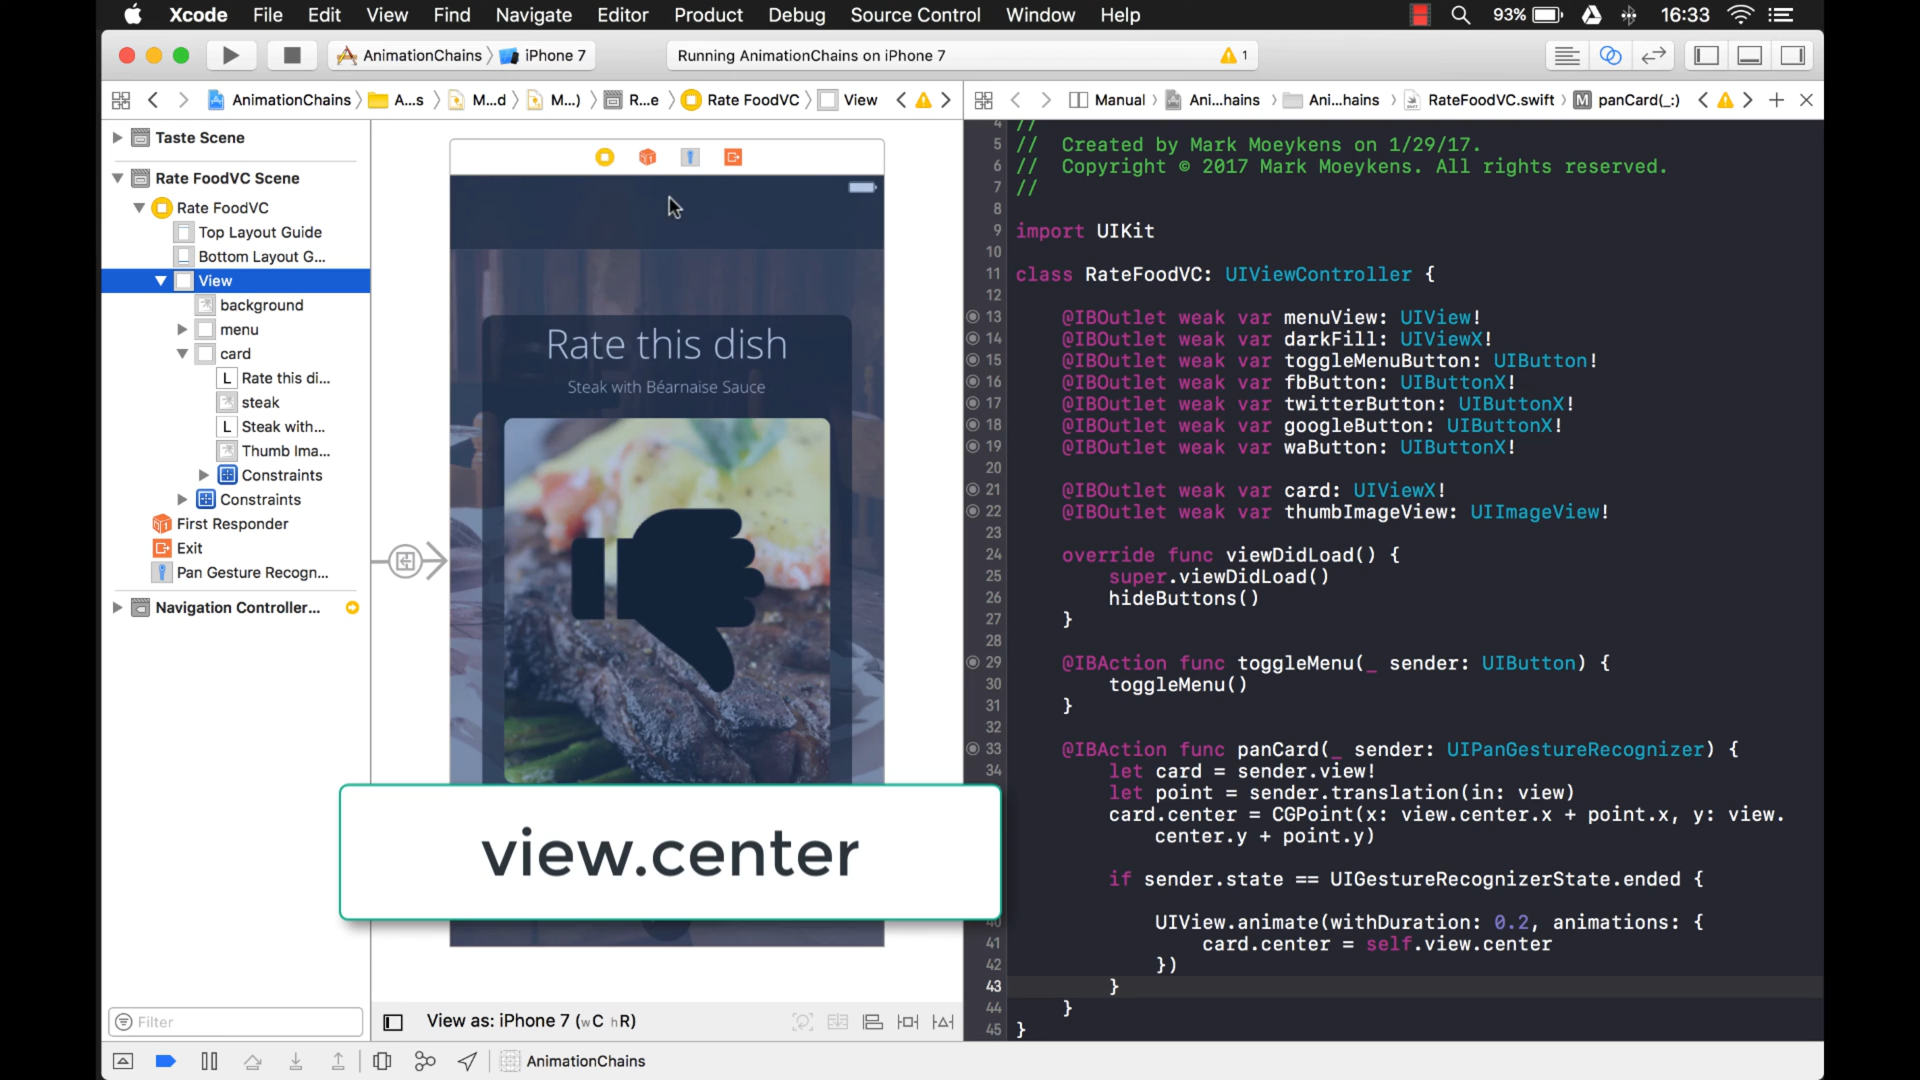 Xcode File Edit View Find Navigate Editor Product Debug Source Control Window Help 93% 16:33
AnimationChains iPhone 7 Running AnimationChains on iPhone 7 1
AnimationChains A...s M...d M...) R...e Rate FoodVC View
Manual Ani...hains Ani...hains RateFoodVC.swift M panCard(_:)
Taste Scene
Rate FoodVC Scene
Rate FoodVC
Top Layout Guide
Bottom Layout G...
View
background
menu
card
L Rate this di...
steak
L Steak with...
Thumb Ima...
Constraints
Constraints
First Responder
Exit
Pan Gesture Recogn...
Navigation Controller...
Filter
Rate this dish
Steak with Béarnaise Sauce
view.center
View as: iPhone 7 (wC hR)
4 //
5 // Created by Mark Moeykens on 1/29/17.
6 // Copyright © 2017 Mark Moeykens. All rights reserved.
7 //
8
9 import UIKit
10
11 class RateFoodVC: UIViewController {
12
13 @IBOutlet weak var menuView: UIView!
14 @IBOutlet weak var darkFill: UIViewX!
15 @IBOutlet weak var toggleMenuButton: UIButton!
16 @IBOutlet weak var fbButton: UIButtonX!
17 @IBOutlet weak var twitterButton: UIButtonX!
18 @IBOutlet weak var googleButton: UIButtonX!
19 @IBOutlet weak var waButton: UIButtonX!
20
21 @IBOutlet weak var card: UIViewX!
22 @IBOutlet weak var thumbImageView: UIImageView!
23
24 override func viewDidLoad() {
25 super.viewDidLoad()
26 hideButtons()
27 }
28
29 @IBAction func toggleMenu(_ sender: UIButton) {
30 toggleMenu()
31 }
32
33 @IBAction func panCard(_ sender: UIPanGestureRecognizer) {
34 let card = sender.view!
let point = sender.translation(in: view)
card.center = CGPoint(x: view.center.x + point.x, y: view.
center.y + point.y)
if sender.state == UIGestureRecognizerState.ended {
UIView.animate(withDuration: 0.2, animations: {
41 card.center = self.view.center
42 })
43 }
44 }
45 }
AnimationChains